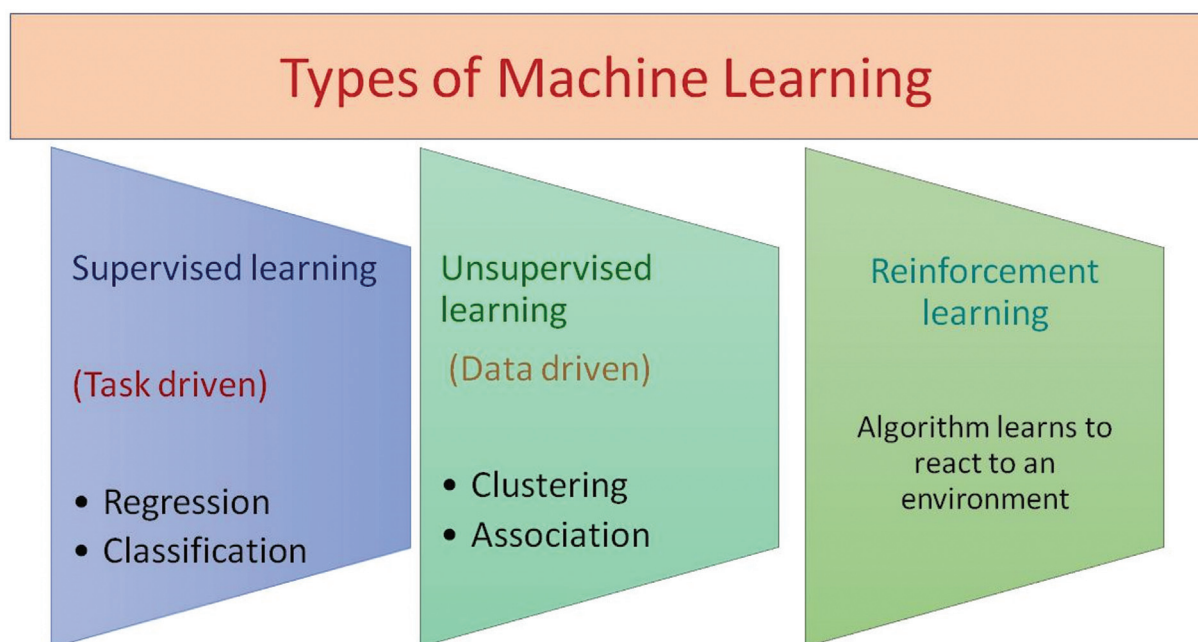 Types of Machine Learning
Supervised learning
(Task driven)
• Regression
• Classification
Unsupervised
learning
(Data driven)
• Clustering
• Association
Reinforcement
learning
Algorithm learns to
react to an
environment